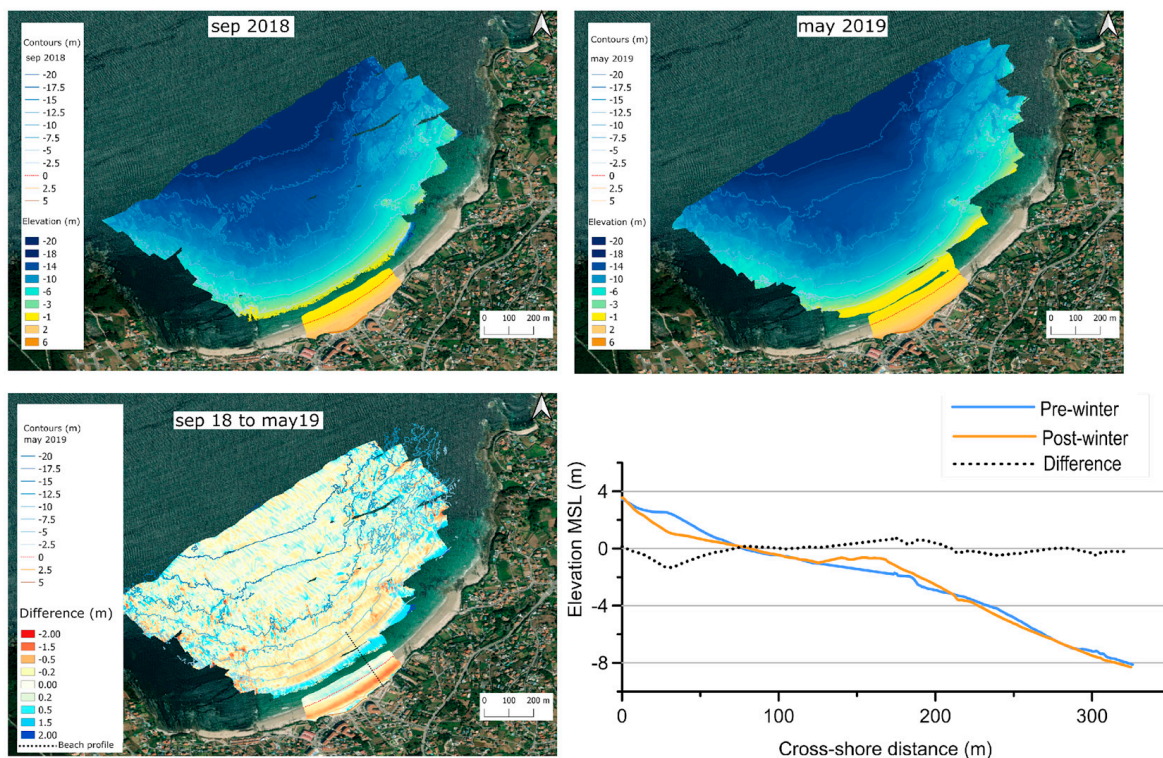 sep 2018
Contours (m)
sep 2018
-20
-17.5
-15
-12.5
-10
-7.5
-5
-2.5
0
2.5
5
Elevation (m)
-20
-18
-14
-10
-6
-3
-1
2
6
0 100 200 m
may 2019
Contours (m)
may 2019
-20
-17.5
-15
-12.5
-10
-7.5
-5
-2.5
0
2.5
5
Elevation (m)
-20
-18
-14
-10
-6
-3
-1
2
6
0 100 200 m
sep 18 to may19
Contours (m)
may 2019
-20
-17.5
-15
-12.5
-10
-7.5
-5
-2.5
0
2.5
5
Difference (m)
-2.00
-1.5
-0.5
-0.2
0.00
0.2
0.5
1.5
2.00
Beach profile
0 100 200 m
Pre-winter
Post-winter
Difference
Elevation MSL (m)
4
0
-4
-8
0 100 200 300
Cross-shore distance (m)